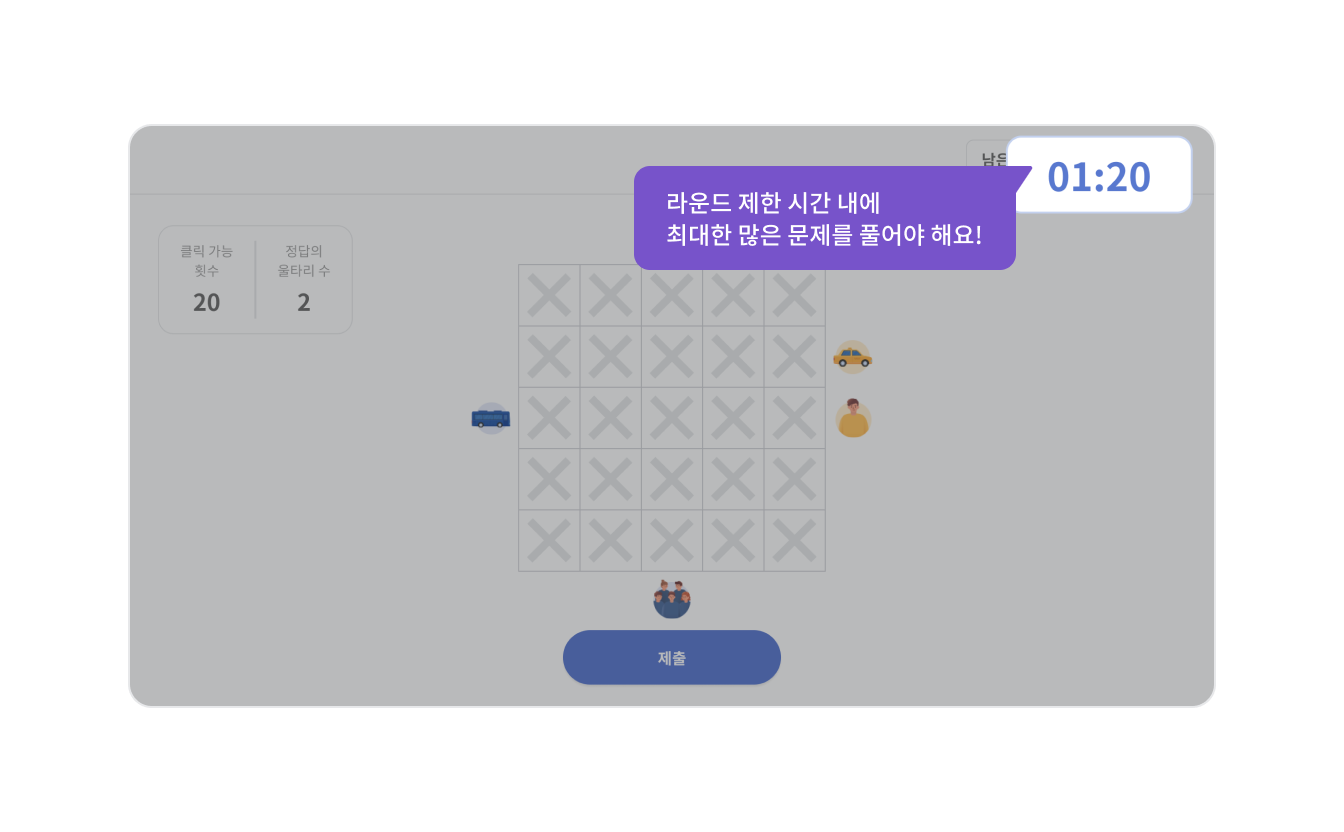 남은
01:20
라운드 제한 시간 내에
최대한 많은 문제를 풀어야 해요!
클릭 가능
횟수
20
정답의
울타리 수
2
제출